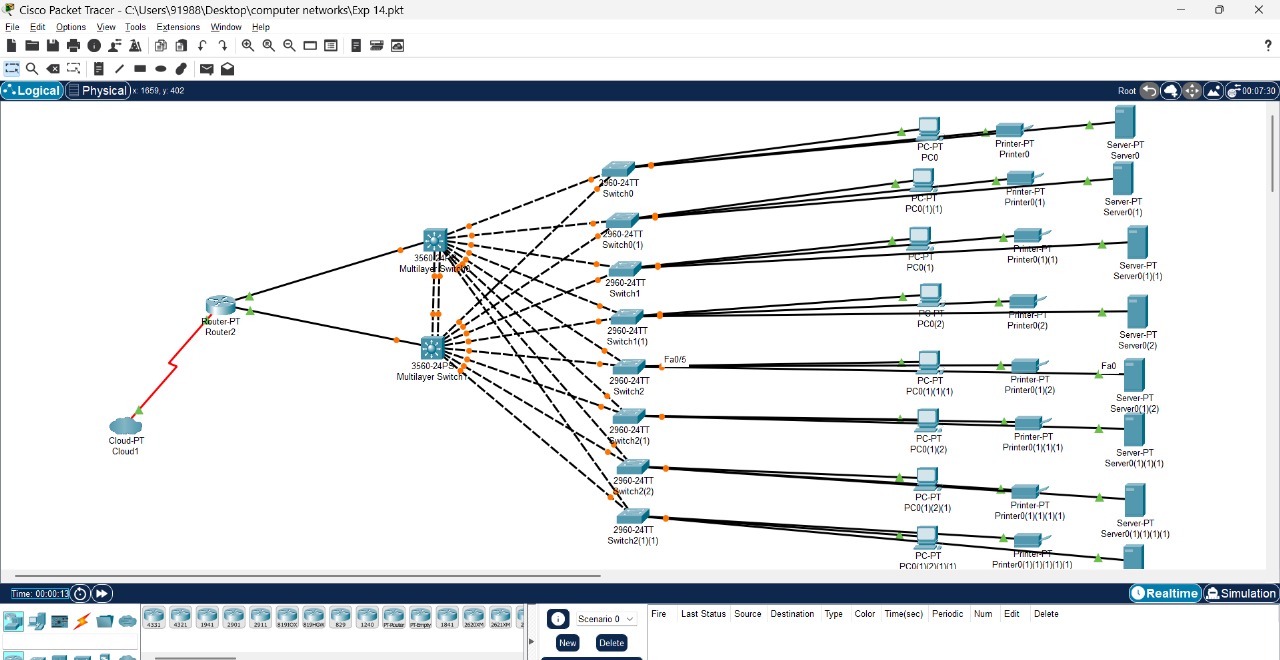 Cisco Packet Tracer - C:\Users\91988\Desktop\computer networks\Exp 14.pkt
File Edit Options View Tools Extensions Window Help
?
Logical Physical x: 1659, y: 402
Root 00:07:30
PC-PT
PC0
Printer-PT
Printer0
Server-PT
Server0
2960-24TT
Switch0
PC-PT
PC0(1)(1)
Printer-PT
Printer0(1)
Server-PT
Server0(1)
2960-24TT
Switch0(1)
PC-PT
PC0(1)
Printer-PT
Printer0(1)(1)
Server-PT
Server0(1)(1)
3560-24PS
Multilayer Switch0
2960-24TT
Switch1
PC-PT
PC0(2)
Printer-PT
Printer0(2)
Server-PT
Server0(2)
Router-PT
Router2
2960-24TT
Switch1(1)
3560-24PS
Multilayer Switch1
Fa0/5
2960-24TT
Switch2
PC-PT
PC0(1)(1)(1)
Printer-PT
Printer0(1)(2)
Fa0
Server-PT
Server0(1)(2)
Cloud-PT
Cloud1
2960-24TT
Switch2(1)
PC-PT
PC0(1)(2)
Printer-PT
Printer0(1)(1)(1)
Server-PT
Server0(1)(1)(1)
2960-24TT
Switch2(2)
PC-PT
PC0(1)(2)(1)
Printer-PT
Printer0(1)(1)(1)(1)
Server-PT
Server0(1)(1)(1)(1)
2960-24TT
Switch2(1)(1)
PC-PT
PC0(1)(2)(1)(1)
Printer-PT
Printer0(1)(1)(1)(1)(1)
Time: 00:00:13
Realtime Simulation
4331 4321 1941 2901 2911 819IOX 819HGW 829 1240 PT-Router PT-Empty 1841 2620XM 2621XM
Scenario 0
New Delete
Fire Last Status Source Destination Type Color Time(sec) Periodic Num Edit Delete